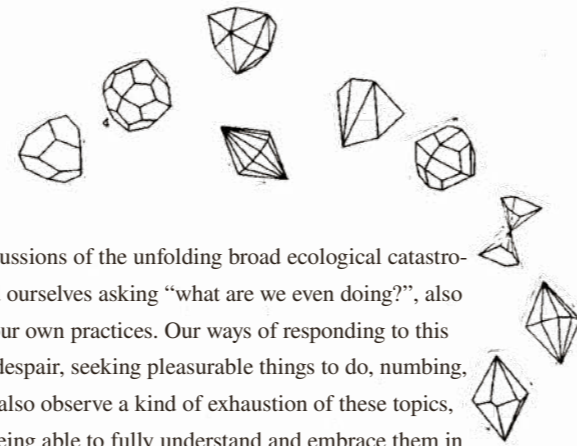 ussions of the unfolding broad ecological catastro-
ourselves asking “what are we even doing?”, also
our own practices. Our ways of responding to this
despair, seeking pleasurable things to do, numbing,
also observe a kind of exhaustion of these topics,
eing able to fully understand and embrace them in